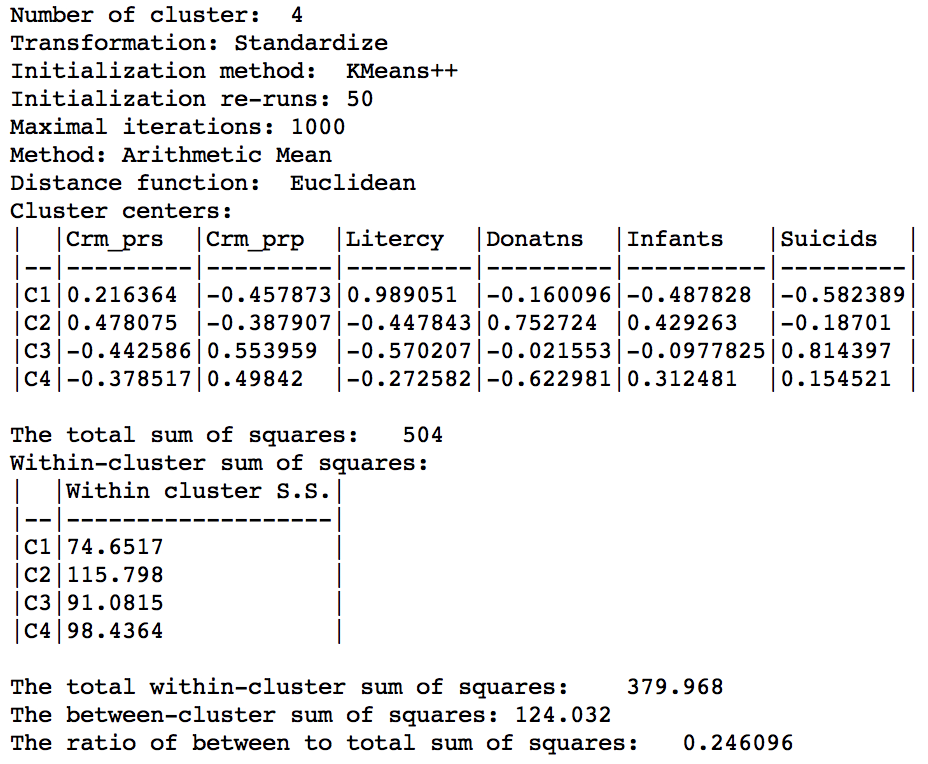 Number of cluster:  4
Transformation: Standardize
Initialization method:  KMeans++
Initialization re-runs: 50
Maximal iterations: 1000
Method: Arithmetic Mean
Distance function:  Euclidean
Cluster centers:
|  |Crm_prs  |Crm_prp  |Litercy  |Donatns  |Infants   |Suicids  |
|--|---------|---------|---------|---------|----------|---------|
|C1|0.216364 |-0.457873|0.989051 |-0.160096|-0.487828 |-0.582389|
|C2|0.478075 |-0.387907|-0.447843|0.752724 |0.429263  |-0.18701 |
|C3|-0.442586|0.553959 |-0.570207|-0.021553|-0.0977825|0.814397 |
|C4|-0.378517|0.49842  |-0.272582|-0.622981|0.312481  |0.154521 |
The total sum of squares:   504
Within-cluster sum of squares:
|  |Within cluster S.S.|
|--|-------------------|
|C1|74.6517            |
|C2|115.798            |
|C3|91.0815            |
|C4|98.4364            |
The total within-cluster sum of squares:    379.968
The between-cluster sum of squares: 124.032
The ratio of between to total sum of squares:   0.246096